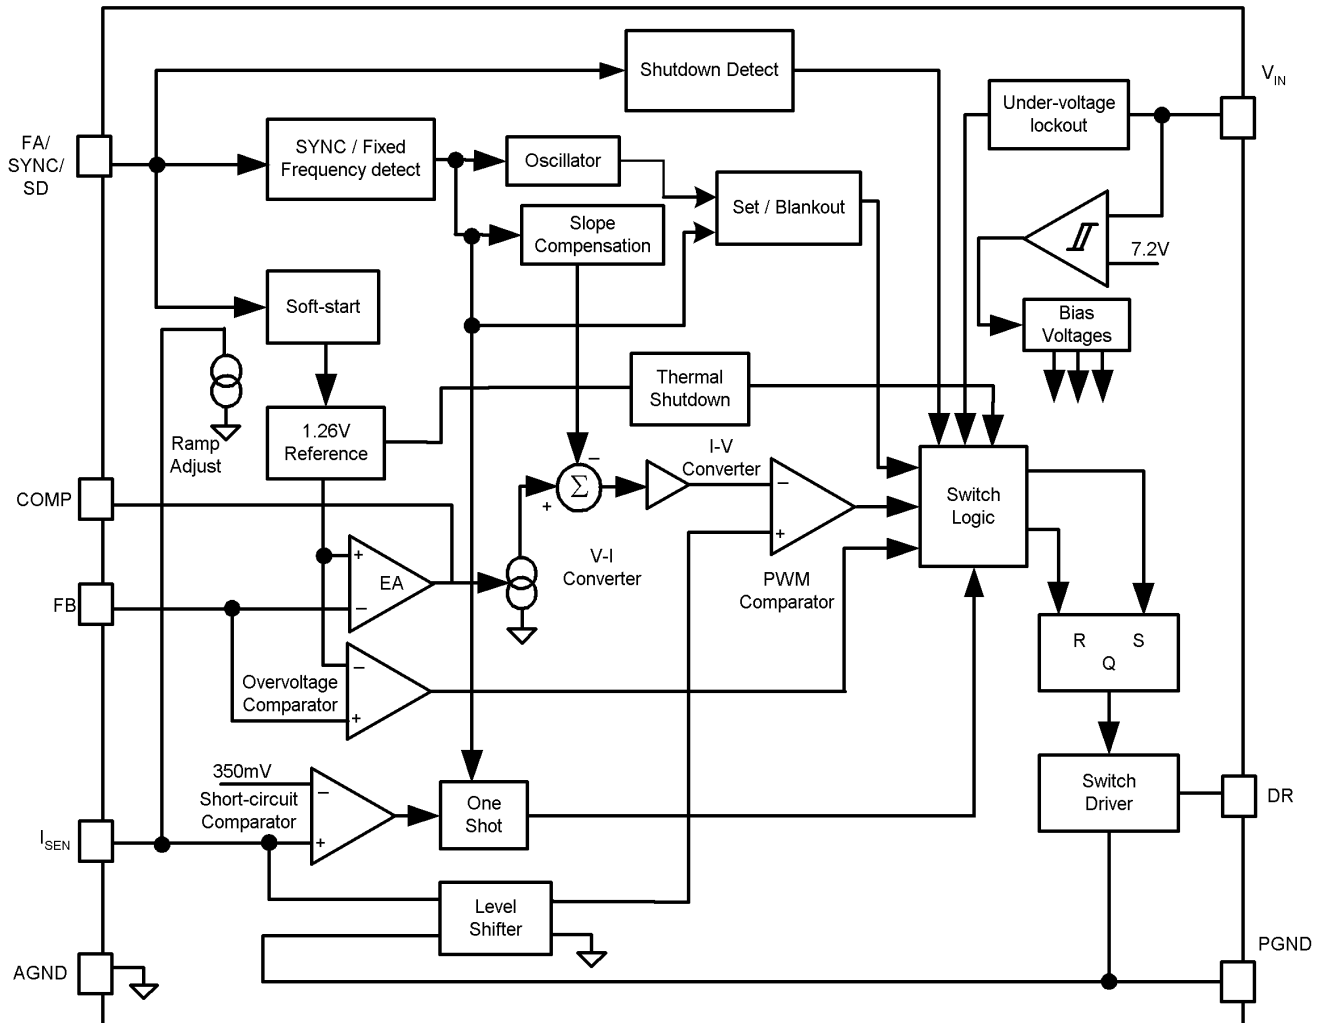 Shutdown Detect
V_IN
Under-voltage
lockout
FA/
SYNC/
SD
SYNC / Fixed
Frequency detect
Oscillator
Set / Blankout
Slope
Compensation
7.2V
Soft-start
Bias
Voltages
Thermal
Shutdown
Ramp
Adjust
1.26V
Reference
I-V
Converter
COMP
−
Σ
+
−
+
Switch
Logic
V-I
Converter
PWM
Comparator
FB
+
EA
−
R S
Q
Overvoltage
Comparator
−
+
350mV
Short-circuit
Comparator
−
+
One
Shot
Switch
Driver
DR
I_SEN
Level
Shifter
PGND
AGND